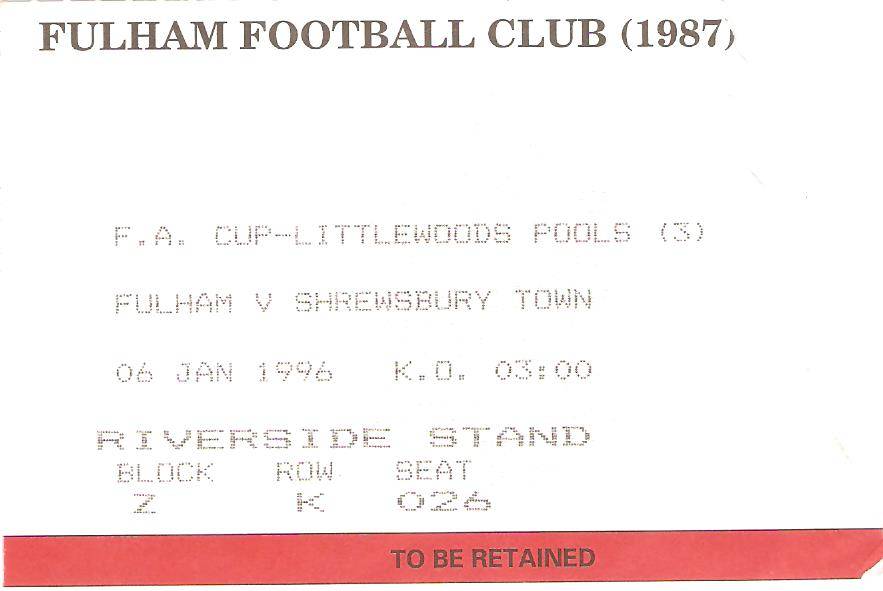 FULHAM FOOTBALL CLUB (1987)
F.A. CUP-LITTLEWOODS POOLS (3)
FULHAM V SHREWSBURY TOWN
06 JAN 1996 K.O. 03:00
RIVERSIDE STAND
BLOCK ROW SEAT
Z K 026
TO BE RETAINED